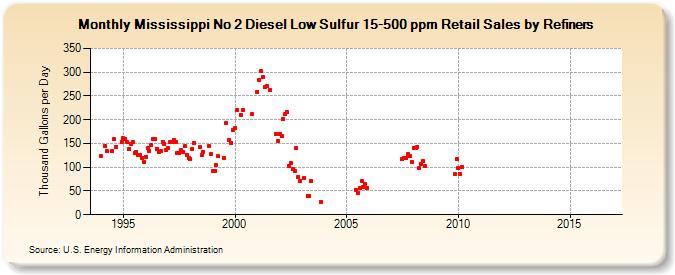 Monthly Mississippi No 2 Diesel Low Sulfur 15-500 ppm Retail Sales by Refiners
Thousand Gallons per Day
350
300
250
200
150
100
50
0
1995 2000 2005 2010 2015
Source: U.S. Energy Information Administration